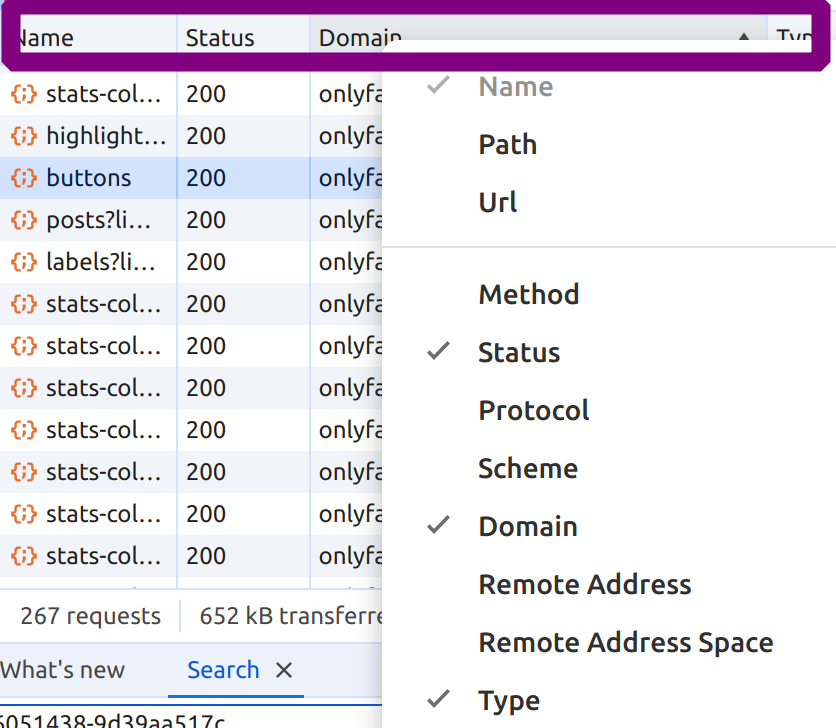 Name Status Domain
stats-col… 200 onlyfa
highlight… 200 onlyfa
buttons 200 onlyfa
posts?li… 200 onlyfa
labels?li… 200 onlyfa
stats-col… 200 onlyfa
stats-col… 200 onlyfa
stats-col… 200 onlyfa
stats-col… 200 onlyfa
stats-col… 200 onlyfa
stats-col… 200 onlyfa
stats-col… 200 onlyfa
267 requests 652 kB transferre
What's new Search
6051438-9d39aa517c
Name
Path
Url
Method
Status
Protocol
Scheme
Domain
Remote Address
Remote Address Space
Type